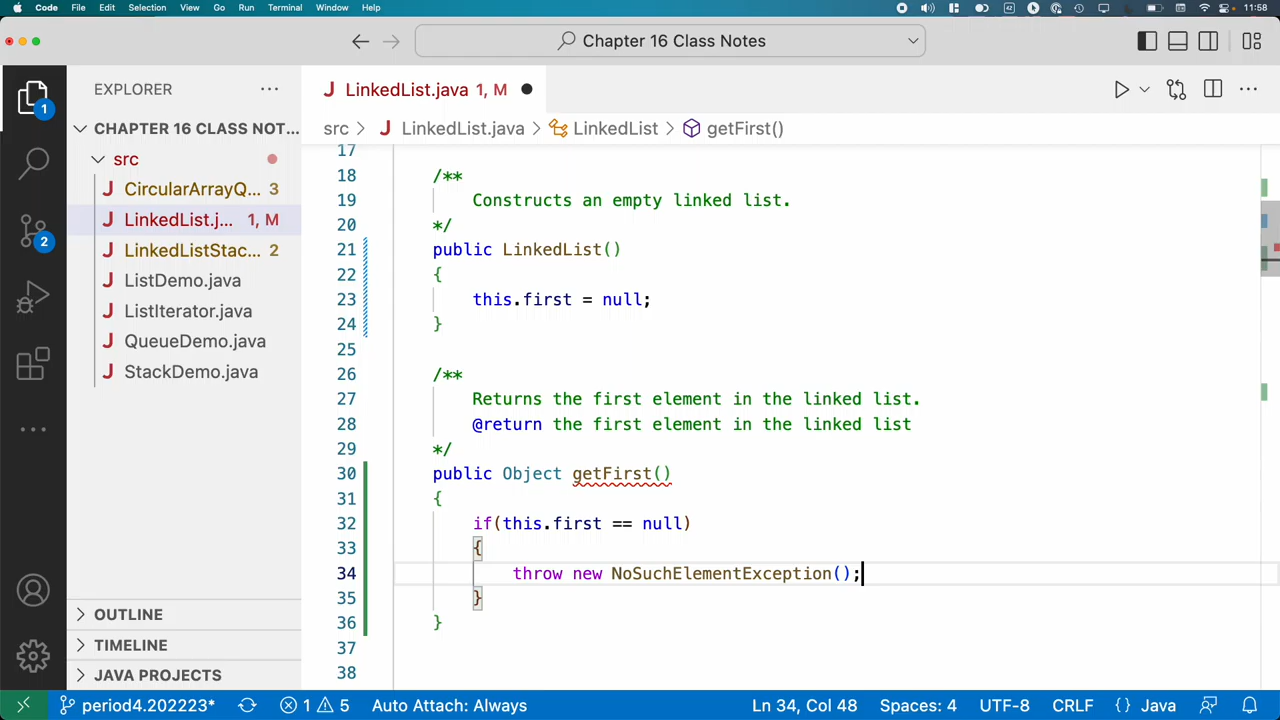 Code File Edit Selection View Go Run Terminal Window Help 11:58
Chapter 16 Class Notes
1
2
EXPLORER
CHAPTER 16 CLASS NOT...
src
J CircularArrayQ... 3
J LinkedList.j... 1, M
J LinkedListStac... 2
J ListDemo.java
J ListIterator.java
J QueueDemo.java
J StackDemo.java
OUTLINE
TIMELINE
JAVA PROJECTS
J LinkedList.java 1, M
src > J LinkedList.java > LinkedList > getFirst()
17
18 /**
19 Constructs an empty linked list.
20 */
21 public LinkedList()
22 {
23 this.first = null;
24 }
25
26 /**
27 Returns the first element in the linked list.
28 @return the first element in the linked list
29 */
30 public Object getFirst()
31 {
32 if(this.first == null)
33 {
34 throw new NoSuchElementException();
35 }
36 }
37
38
period4.202223* 1 5 Auto Attach: Always Ln 34, Col 48 Spaces: 4 UTF-8 CRLF {} Java